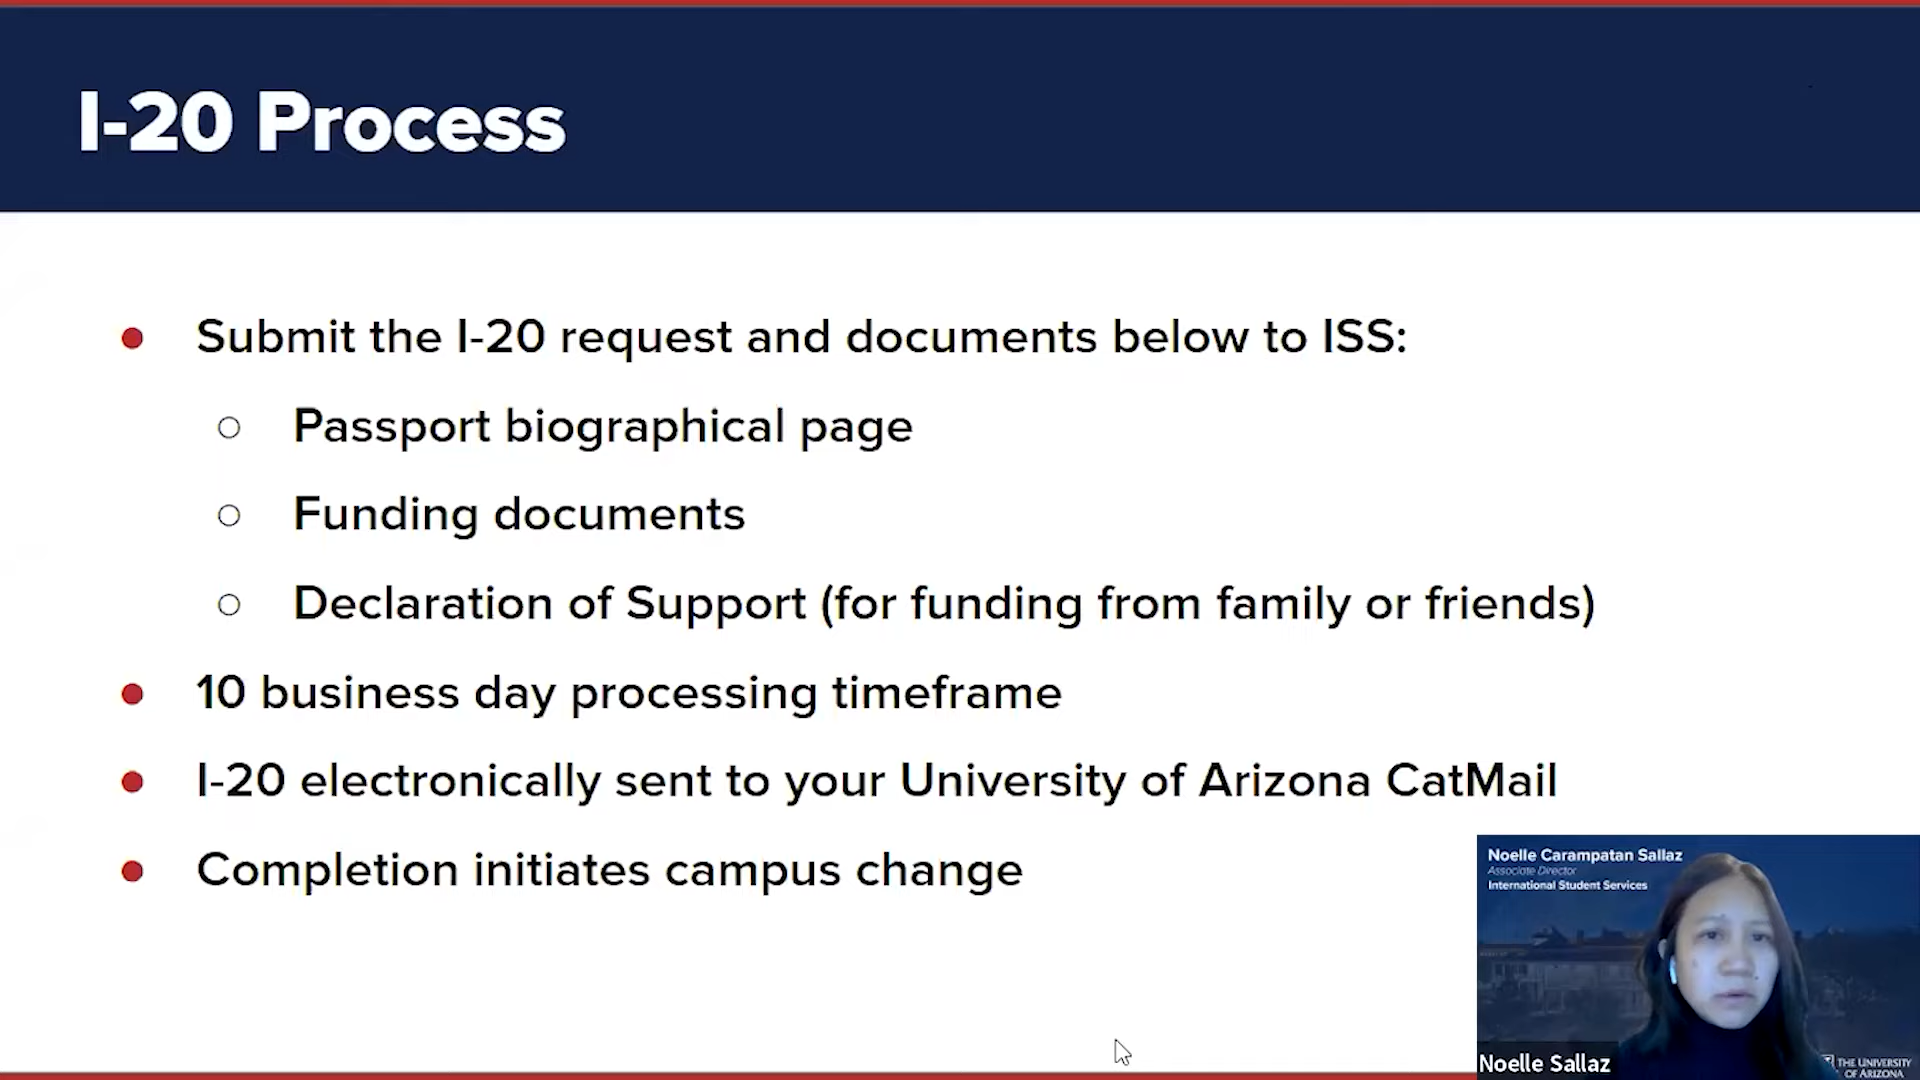 I-20 Process
Submit the I-20 request and documents below to ISS:
Passport biographical page
Funding documents
Declaration of Support (for funding from family or friends)
10 business day processing timeframe
I-20 electronically sent to your University of Arizona CatMail
Completion initiates campus change
Noelle Carampatan Sallaz
Associate Director
International Student Services
Noelle Sallaz
THE UNIVERSITY
OF ARIZONA